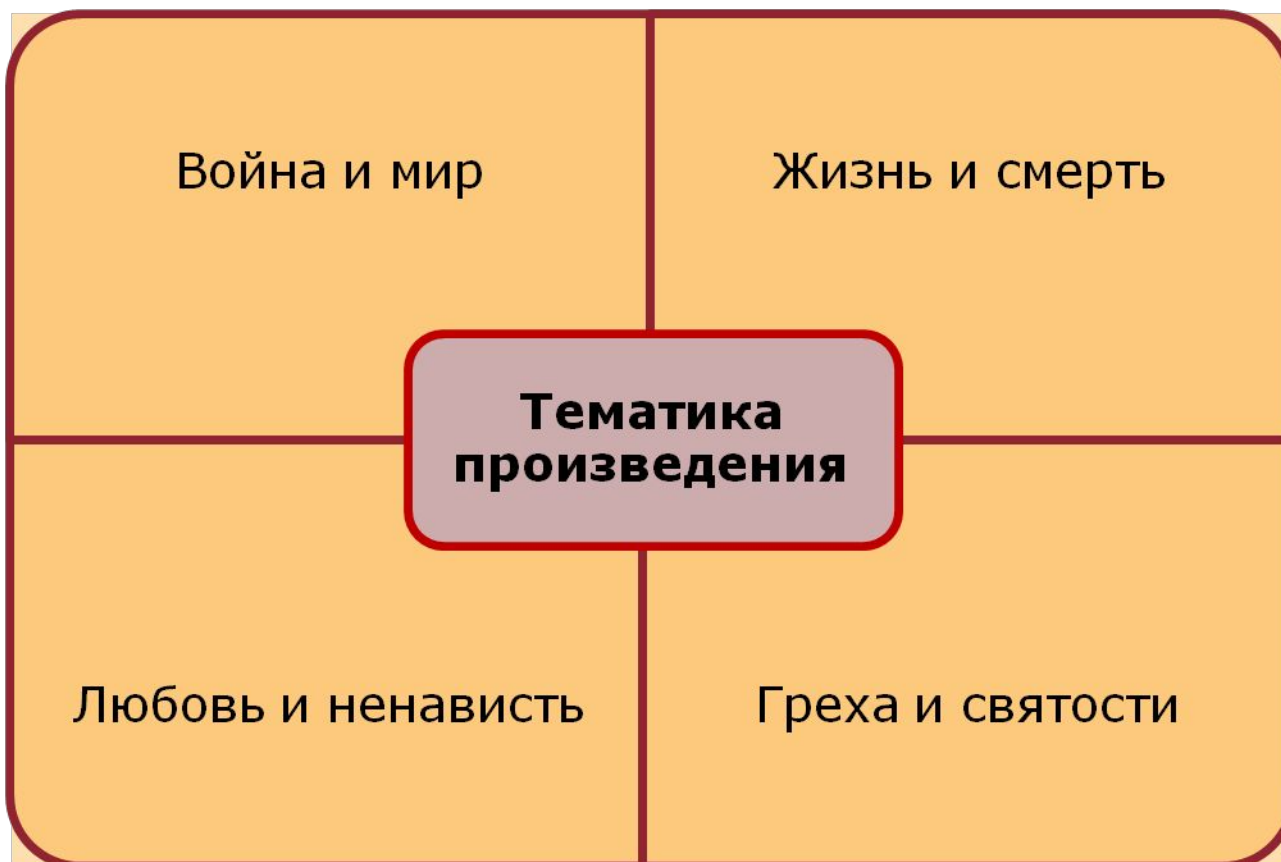 Война и мир
Жизнь и смерть
Тематика
произведения
Любовь и ненависть
Греха и святости